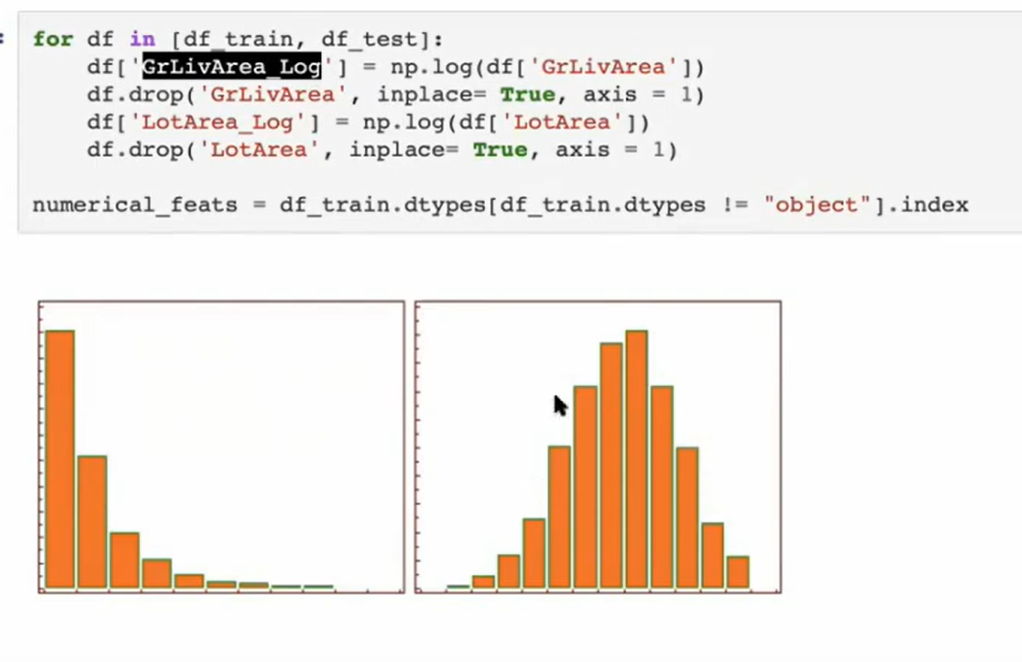 for df in [df_train, df_test]:
    df['GrLivArea_Log'] = np.log(df['GrLivArea'])
    df.drop('GrLivArea', inplace= True, axis = 1)
    df['LotArea_Log'] = np.log(df['LotArea'])
    df.drop('LotArea', inplace= True, axis = 1)
numerical_feats = df_train.dtypes[df_train.dtypes != "object"].index